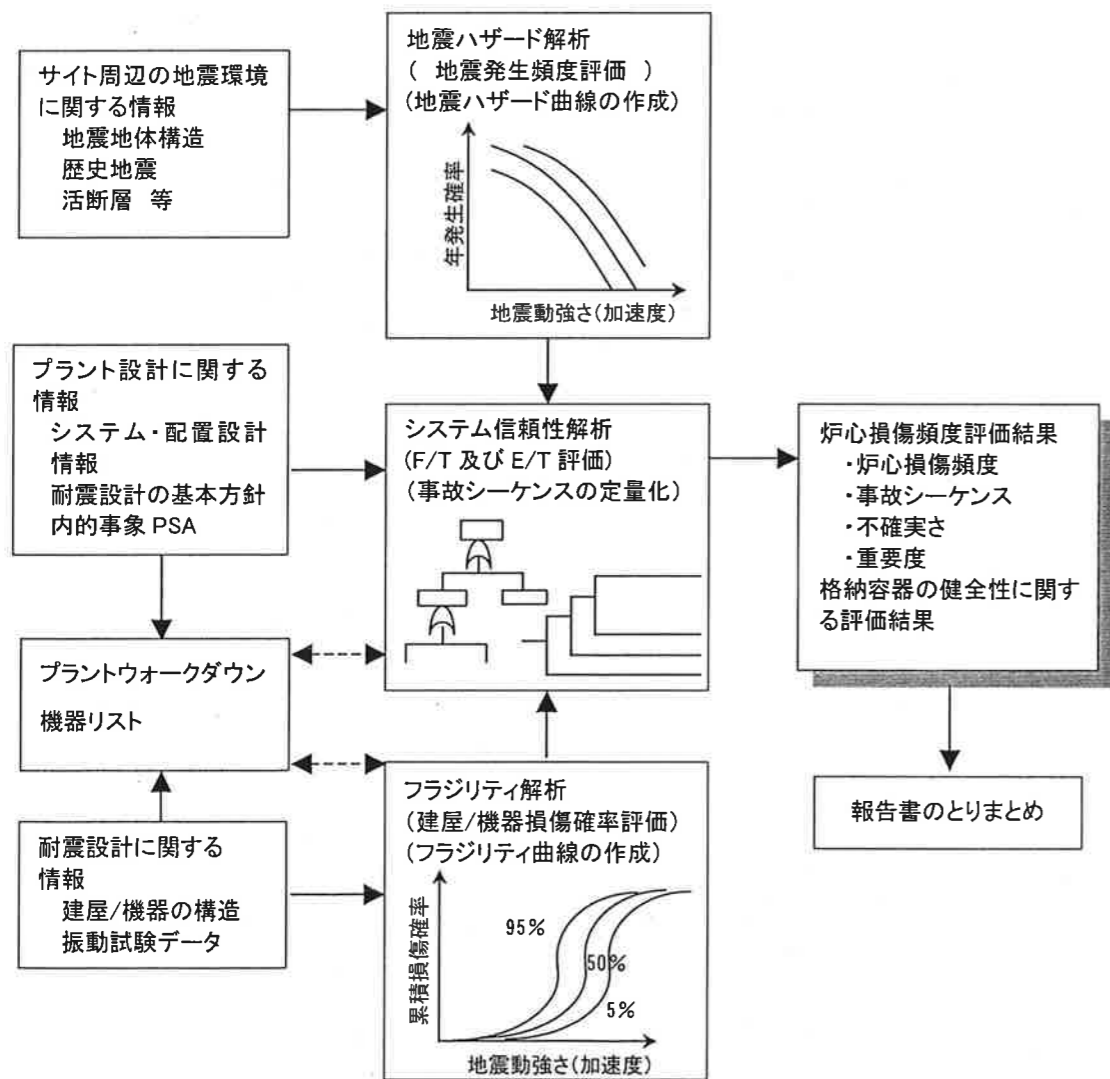 サイト周辺の地震環境
に関する情報
地震地体構造
歴史地震
活断層 等
地震ハザード解析
( 地震発生頻度評価 )
(地震ハザード曲線の作成)
年発生確率
地震動強さ(加速度)
プラント設計に関する
情報
システム・配置設計
情報
耐震設計の基本方針
内的事象 PSA
システム信頼性解析
(F/T 及び E/T 評価)
(事故シーケンスの定量化)
炉心損傷頻度評価結果
・炉心損傷頻度
・事故シーケンス
・不確実さ
・重要度
格納容器の健全性に関す
る評価結果
プラントウォークダウン
機器リスト
耐震設計に関する
情報
建屋/機器の構造
振動試験データ
フラジリティ解析
(建屋/機器損傷確率評価)
(フラジリティ曲線の作成)
累積損傷確率
95%
50%
5%
地震動強さ(加速度)
報告書のとりまとめ